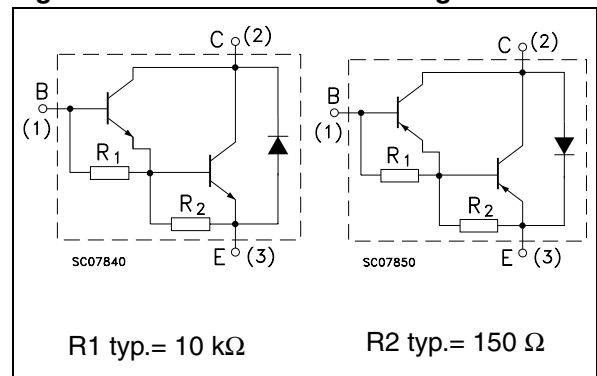 C (2)
B
(1)
R1
R2
E (3)
SC07840
C (2)
B
(1)
R1
R2
E (3)
SC07850
R1 typ.= 10 kΩ
R2 typ.= 150 Ω